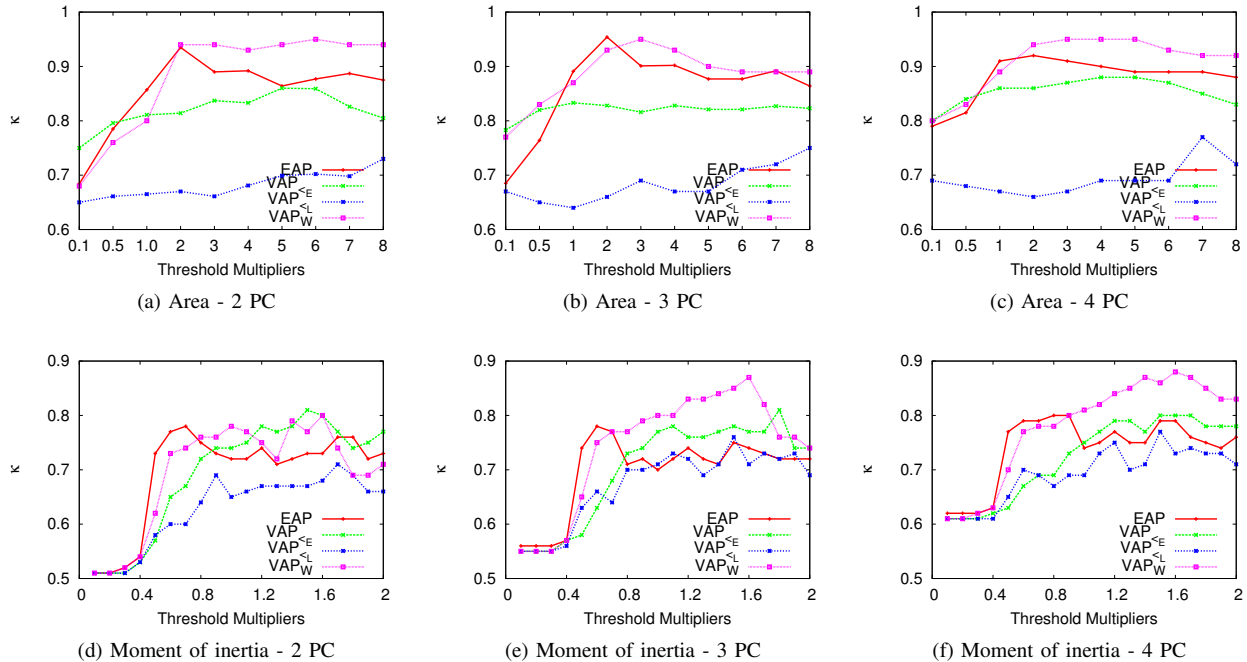 1
0.9
0.8
0.7
0.6
κ
EAP
VAP<E
VAP<L
VAPW
0.1 0.5 1.0 2 3 4 5 6 7 8
Threshold Multipliers
(a) Area - 2 PC
1
0.9
0.8
0.7
0.6
κ
EAP
VAP<E
VAP<L
VAPW
0.1 0.5 1 2 3 4 5 6 7 8
Threshold Multipliers
(b) Area - 3 PC
1
0.9
0.8
0.7
0.6
κ
EAP
VAP<E
VAP<L
VAPW
0.1 0.5 1 2 3 4 5 6 7 8
Threshold Multipliers
(c) Area - 4 PC
0.9
0.8
0.7
0.6
0.5
κ
EAP
VAP<E
VAP<L
VAPW
0 0.4 0.8 1.2 1.6 2
Threshold Multipliers
(d) Moment of inertia - 2 PC
0.9
0.8
0.7
0.6
0.5
κ
EAP
VAP<E
VAP<L
VAPW
0 0.4 0.8 1.2 1.6 2
Threshold Multipliers
(e) Moment of inertia - 3 PC
0.9
0.8
0.7
0.6
0.5
κ
EAP
VAP<E
VAP<L
VAPW
0 0.4 0.8 1.2 1.6 2
Threshold Multipliers
(f) Moment of inertia - 4 PC